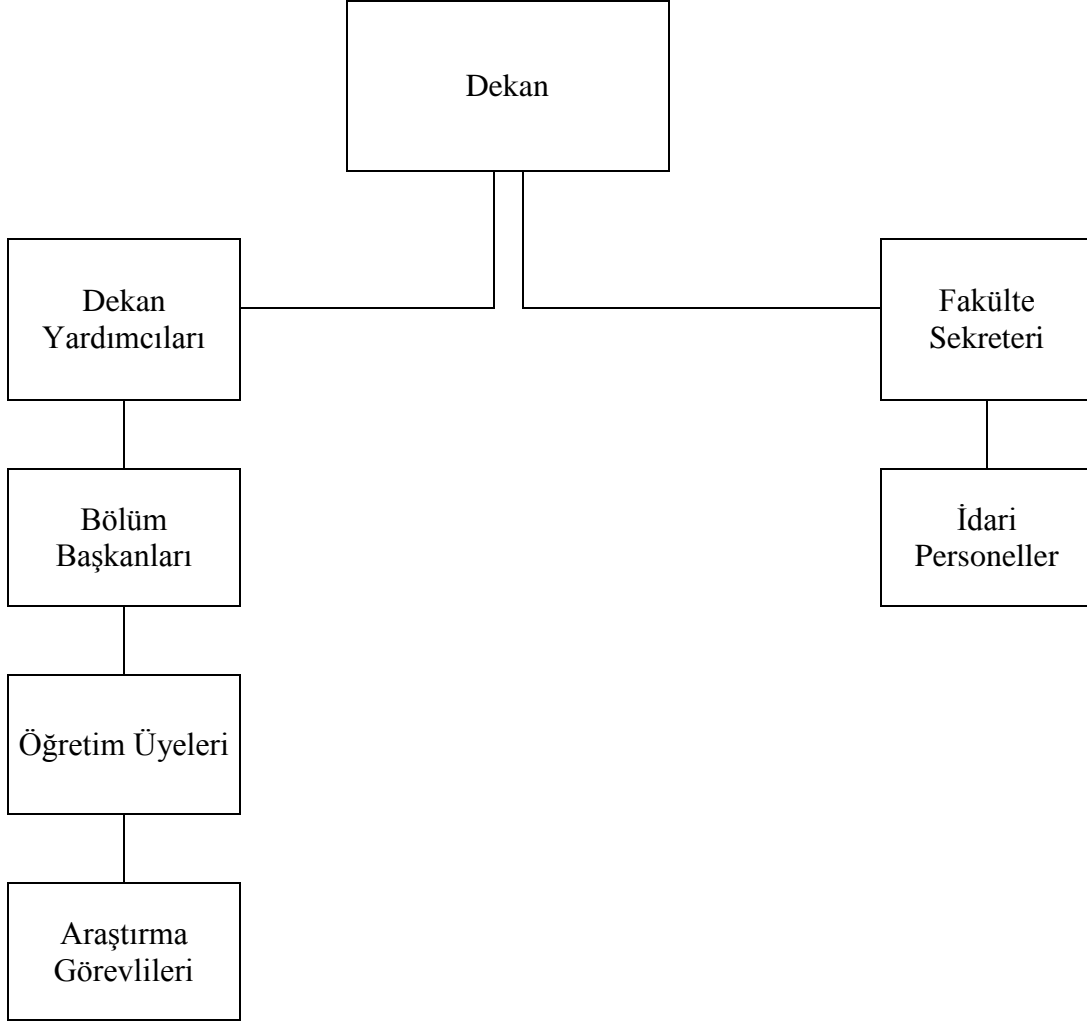 Dekan
Dekan
Yardımcıları
Fakülte
Sekreteri
Bölüm
Başkanları
İdari
Personeller
Öğretim Üyeleri
Araştırma
Görevlileri